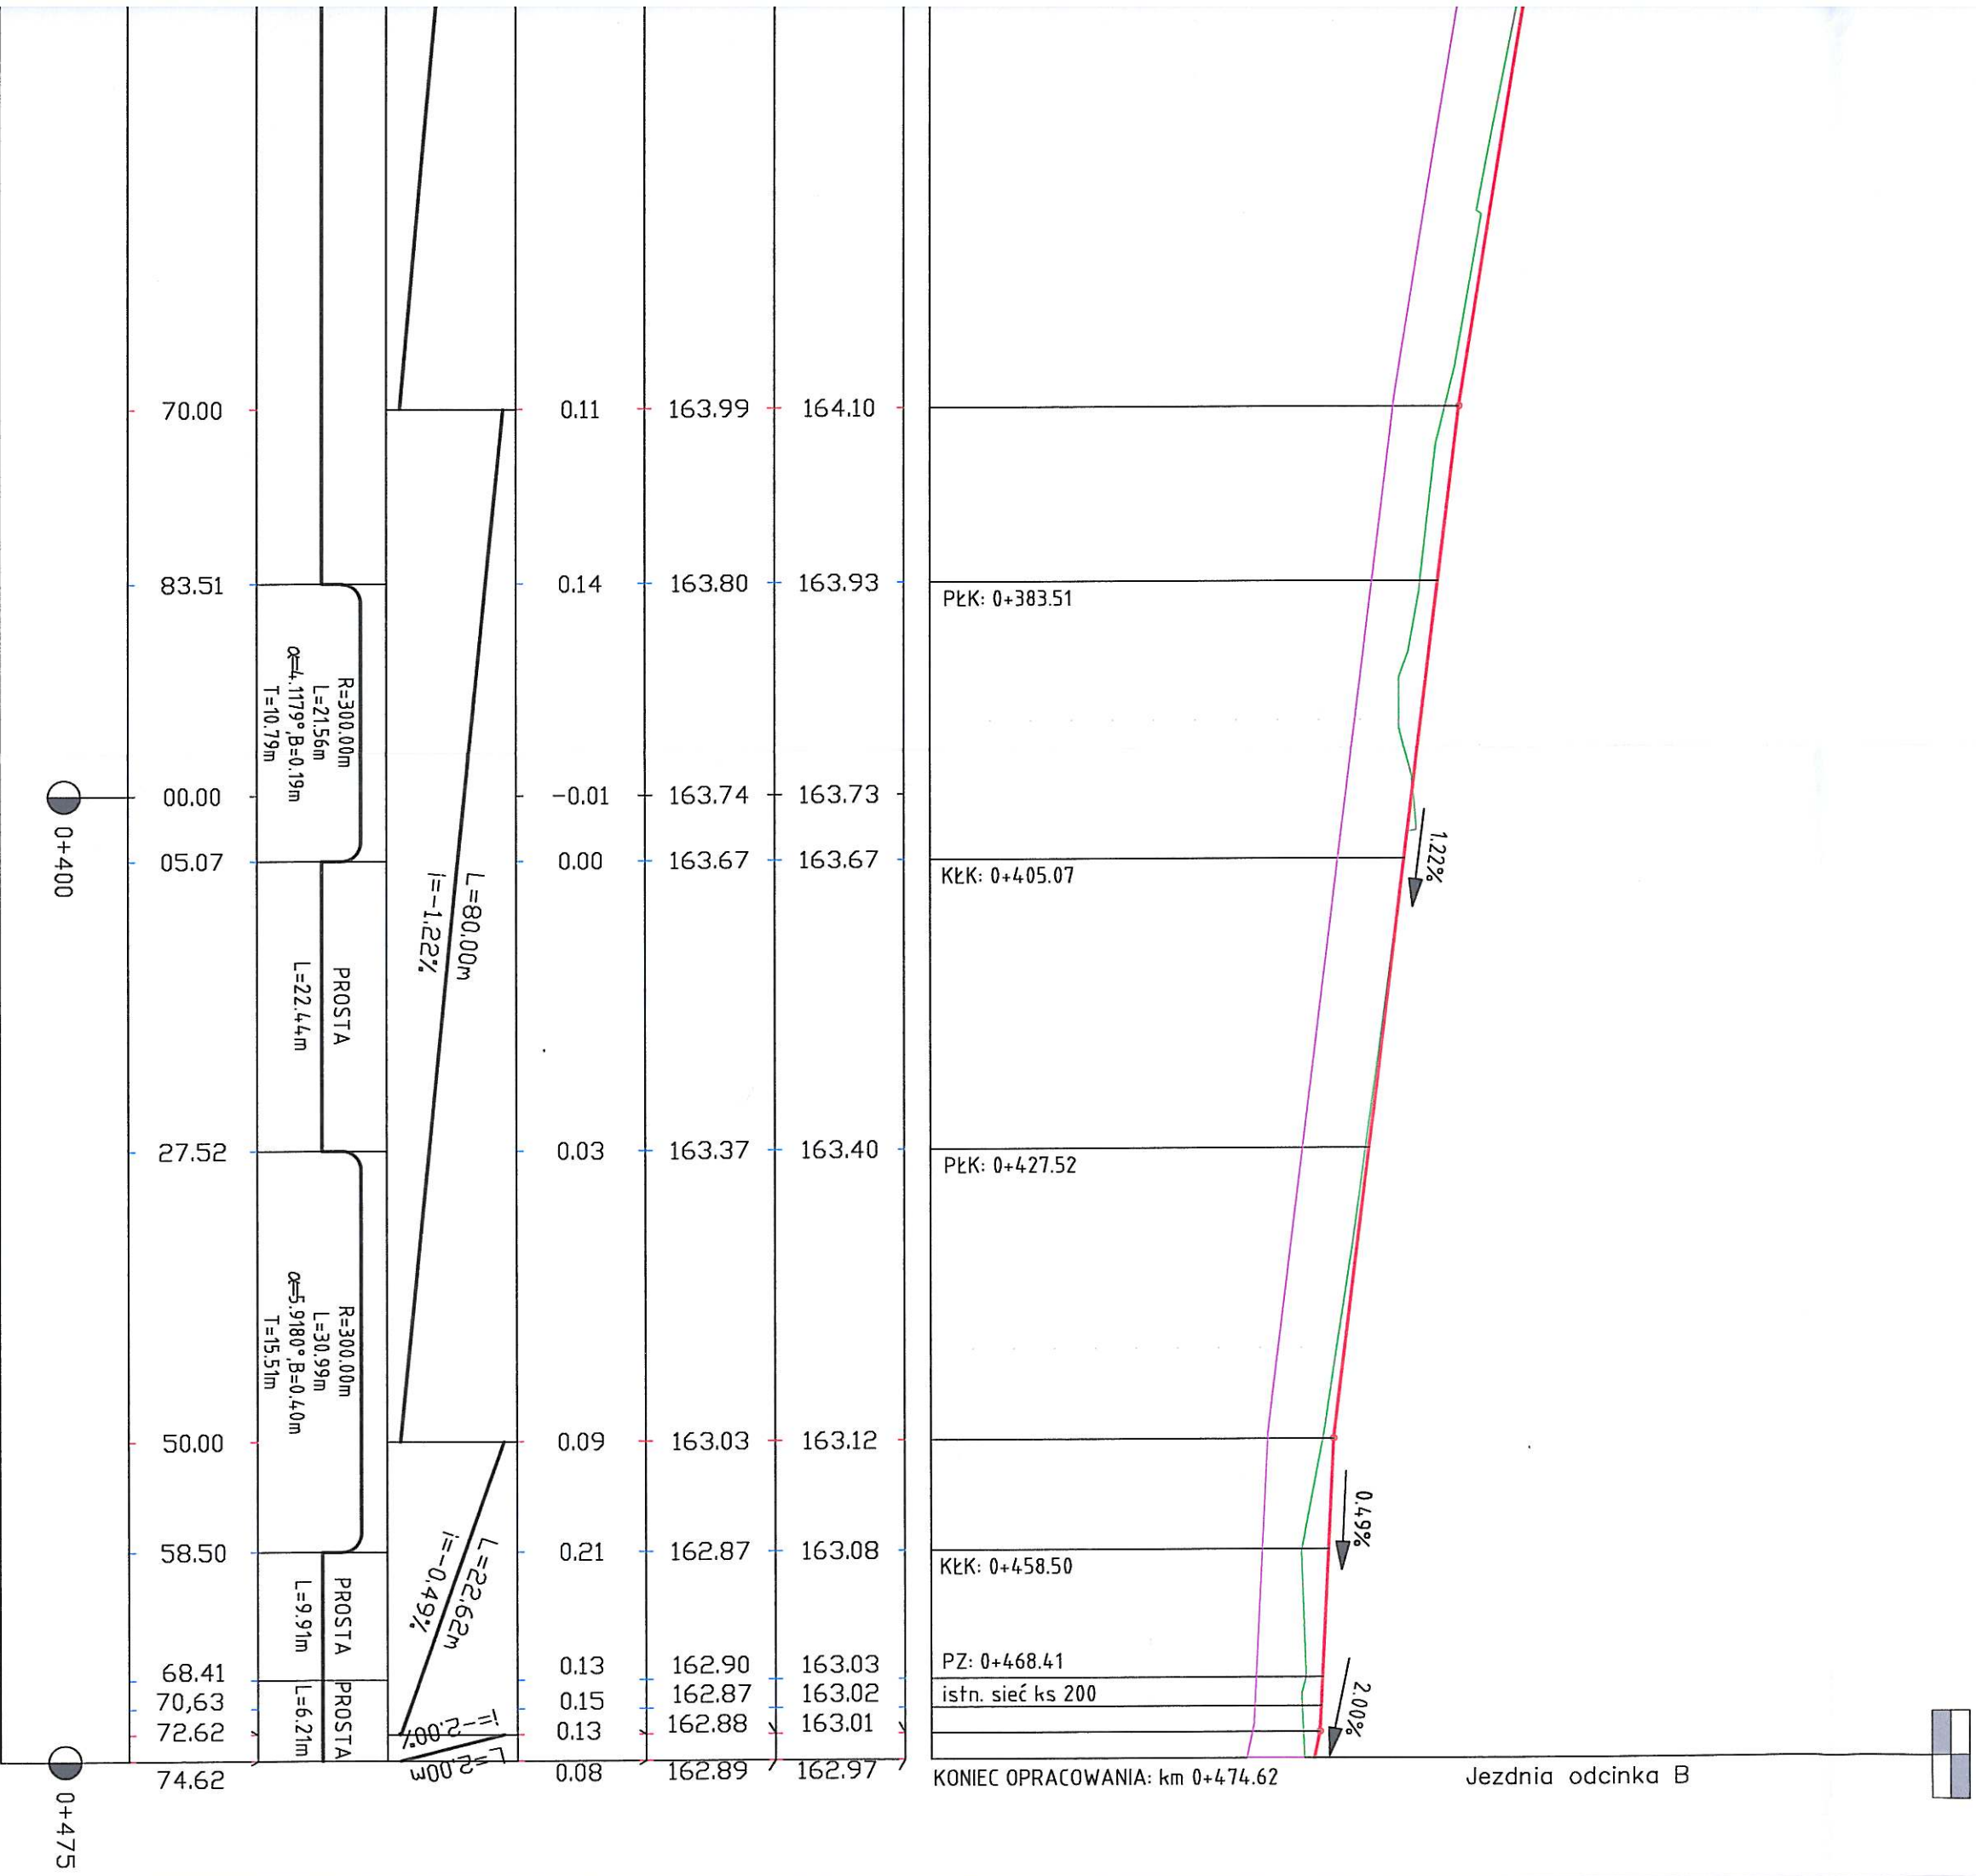 70.00 0.11 163.99 164.10
83.51 0.14 163.80 163.93
PŁK: 0+383.51
R=300.00m
L=21.56m
α=4.1179°,B=0.19m
T=10.79m
00.00 -0.01 163.74 163.73
0+400
1.22%
05.07 0.00 163.67 163.67
KŁK: 0+405.07
L=80.00m
i=-1.22%
PROSTA
L=22.44m
27.52 0.03 163.37 163.40
PŁK: 0+427.52
R=300.00m
L=30.99m
α=5.9180°,B=0.40m
T=15.51m
50.00 0.09 163.03 163.12
0.49%
58.50 0.21 162.87 163.08
KŁK: 0+458.50
L=22.62m
i=-0.49%
PROSTA
L=9.91m
68.41 0.13 162.90 163.03
PZ: 0+468.41
70,63 0.15 162.87 163.02
istn. sieć ks 200
PROSTA
L=6.21m
72.62 0.13 162.88 163.01
2.00%
i=-2.00%
L=2.00m
74.62 0.08 162.89 162.97
KONIEC OPRACOWANIA: km 0+474.62
Jezdnia odcinka B
0+475